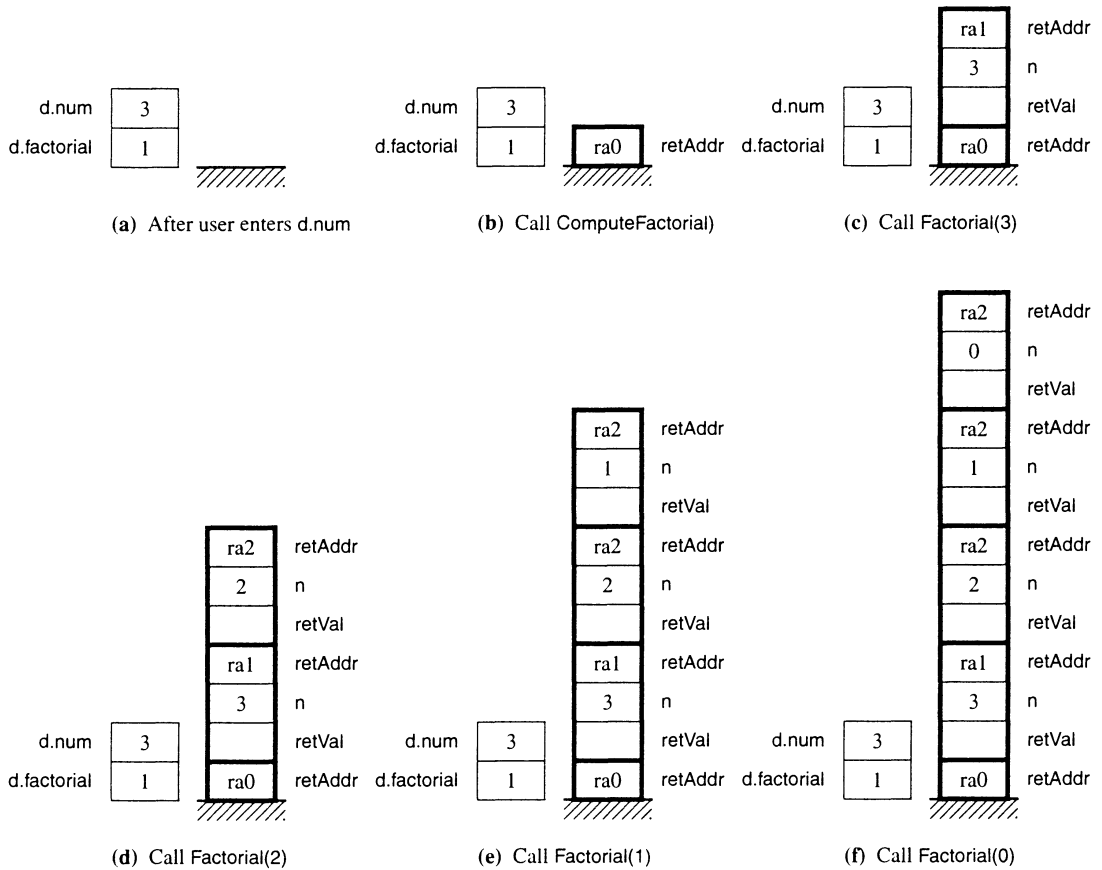 ra1 retAddr
3 n
d.num 3 d.num 3 d.num 3 retVal
d.factorial 1 d.factorial 1 ra0 retAddr d.factorial 1 ra0 retAddr
(a) After user enters d.num (b) Call ComputeFactorial) (c) Call Factorial(3)
ra2 retAddr
0 n
retVal
ra2 retAddr ra2 retAddr
1 n 1 n
retVal retVal
ra2 retAddr ra2 retAddr ra2 retAddr
2 n 2 n 2 n
retVal retVal retVal
ra1 retAddr ra1 retAddr ra1 retAddr
3 n 3 n 3 n
d.num 3 retVal d.num 3 retVal d.num 3 retVal
d.factorial 1 ra0 retAddr d.factorial 1 ra0 retAddr d.factorial 1 ra0 retAddr
(d) Call Factorial(2) (e) Call Factorial(1) (f) Call Factorial(0)